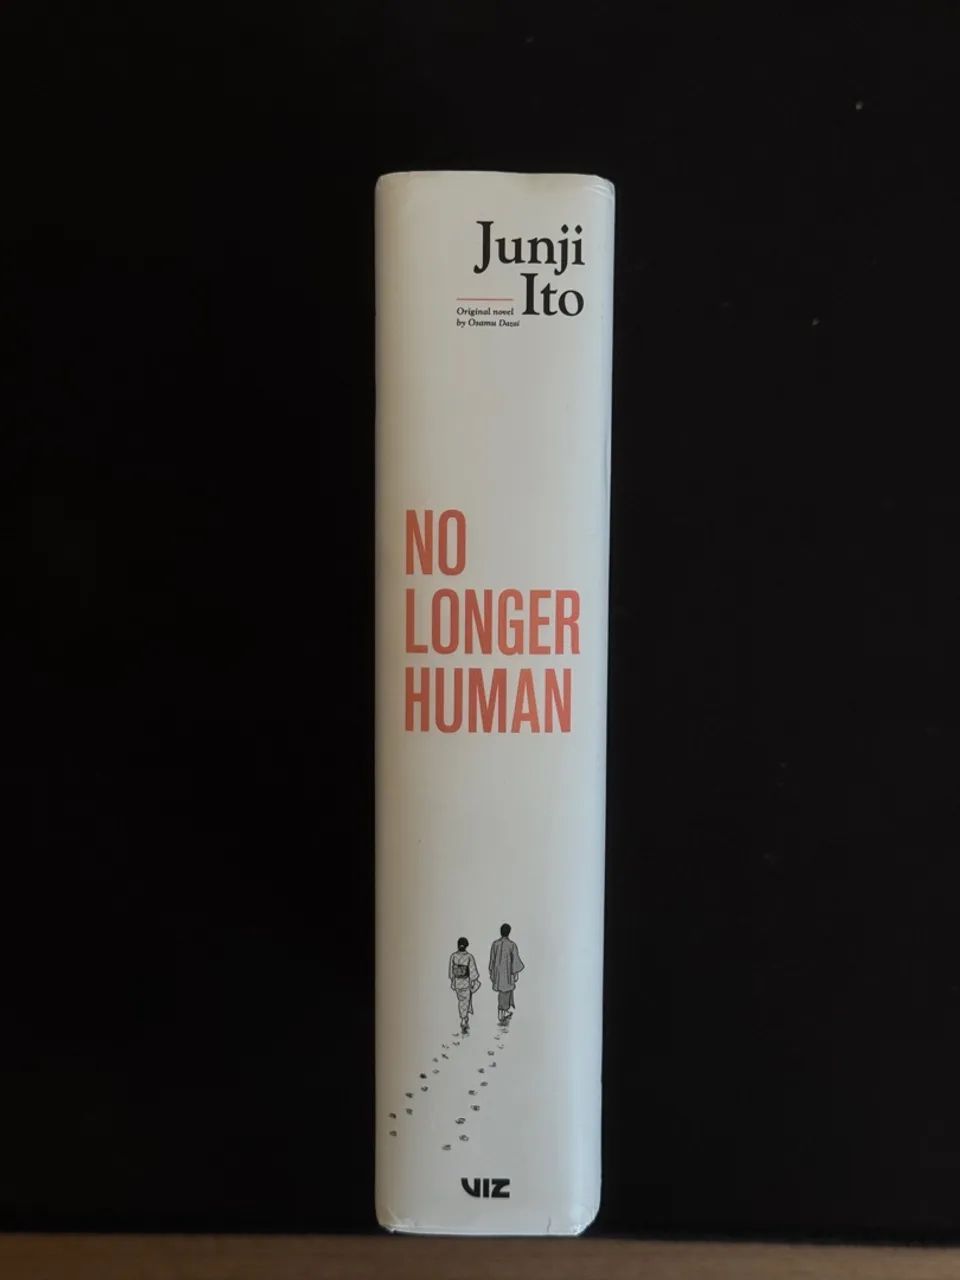 Junji
Ito
Original novel
by Osamu Dazai
NO
LONGER
HUMAN
VIZ